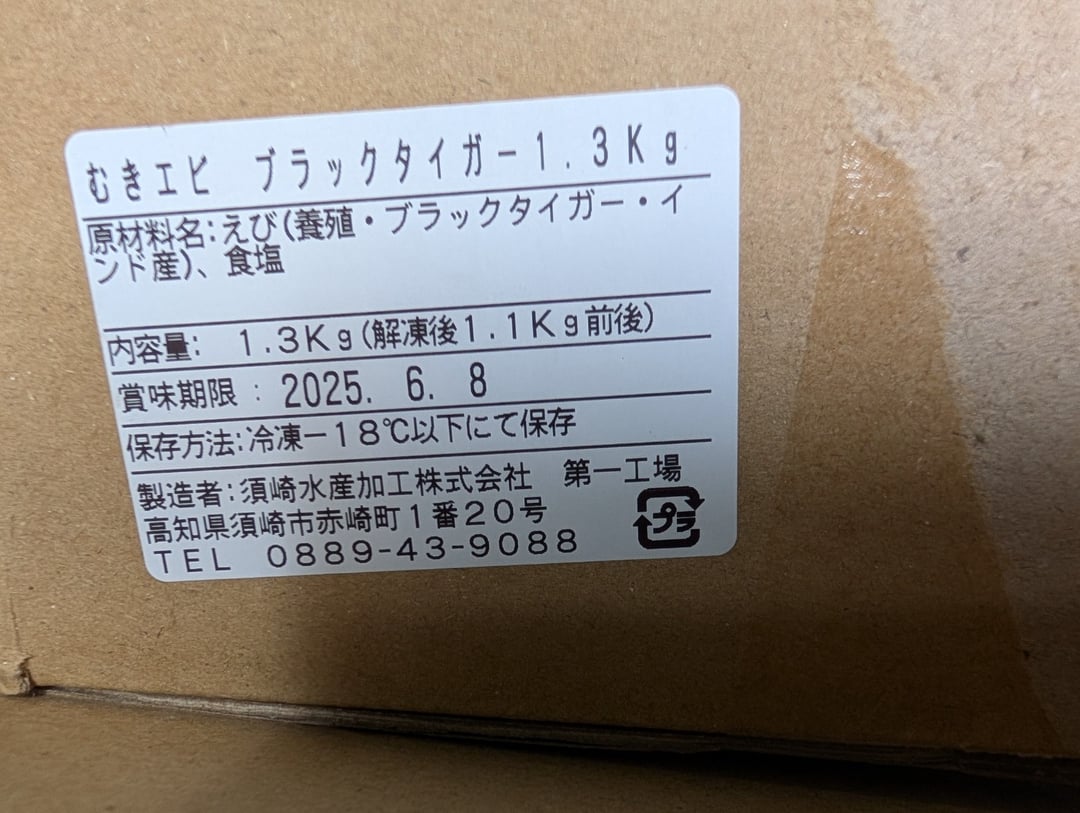 むきエビ　ブラックタイガー１．３Ｋｇ
原材料名：えび（養殖・ブラックタイガー・イ
ンド産）、食塩
内容量：　１．３Ｋｇ（解凍後１．１Ｋｇ前後）
賞味期限：2025. 6. 8
保存方法：冷凍－１８℃以下にて保存
製造者：須崎水産加工株式会社　第一工場
高知県須崎市赤崎町１番２０号
プラ
ＴＥＬ　０８８９-４３-９０８８